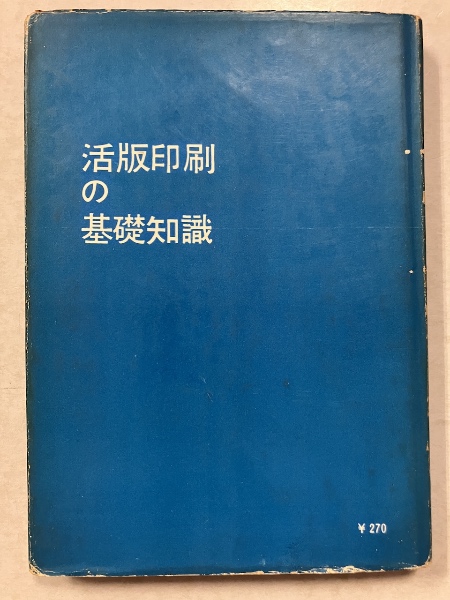 活版印刷
の
基礎知識
¥ 270